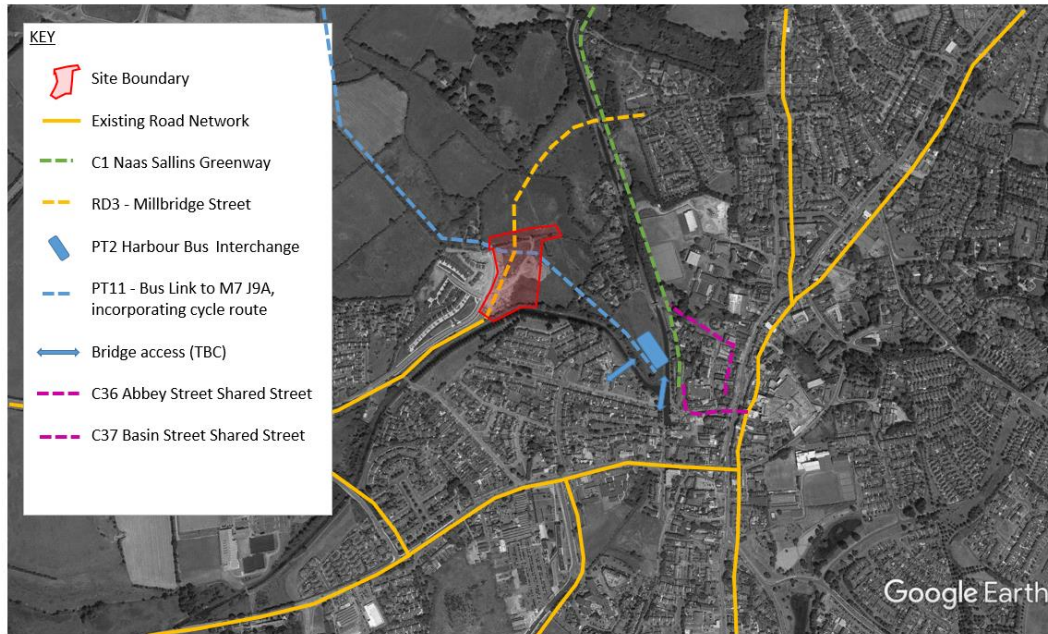 KEY
Site Boundary
Existing Road Network
C1 Naas Sallins Greenway
RD3 - Millbridge Street
PT2 Harbour Bus Interchange
PT11 - Bus Link to M7 J9A,
incorporating cycle route
Bridge access (TBC)
C36 Abbey Street Shared Street
C37 Basin Street Shared Street
Google Earth